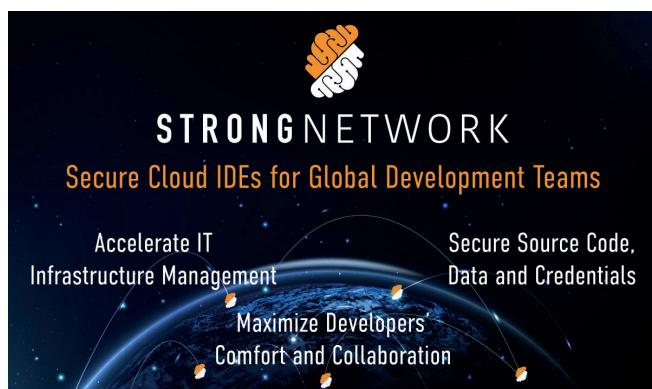 STRONGNETWORK
Secure Cloud IDEs for Global Development Teams
Accelerate IT
Infrastructure Management
Secure Source Code,
Data and Credentials
Maximize Developers'
Comfort and Collaboration